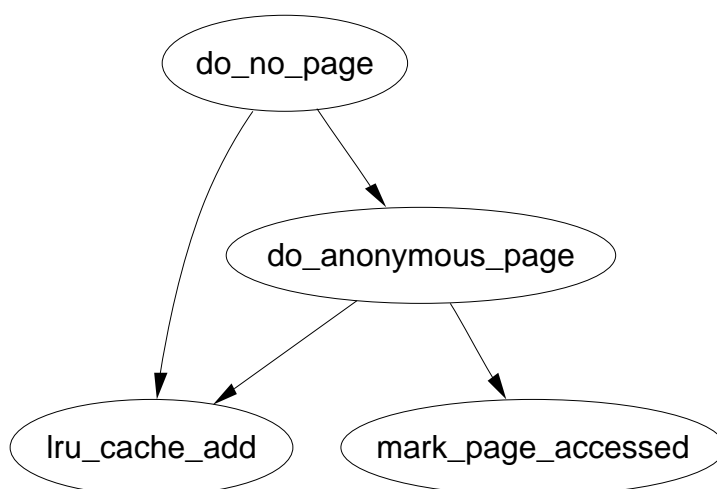 do_no_page
do_anonymous_page
lru_cache_add
mark_page_accessed